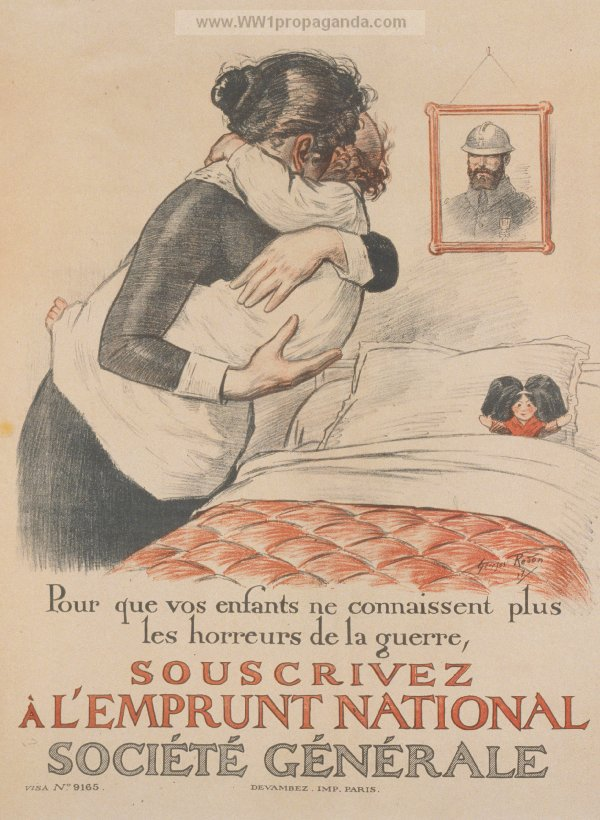 www.WW1propaganda.com
Pour que vos enfants ne connaissent plus
les horreurs de la guerre,
SOUSCRIVEZ
À L'EMPRUNT NATIONAL
SOCIÉTÉ GÉNÉRALE
VISA Nº 9165.
DEVAMBEZ. IMP. PARIS.